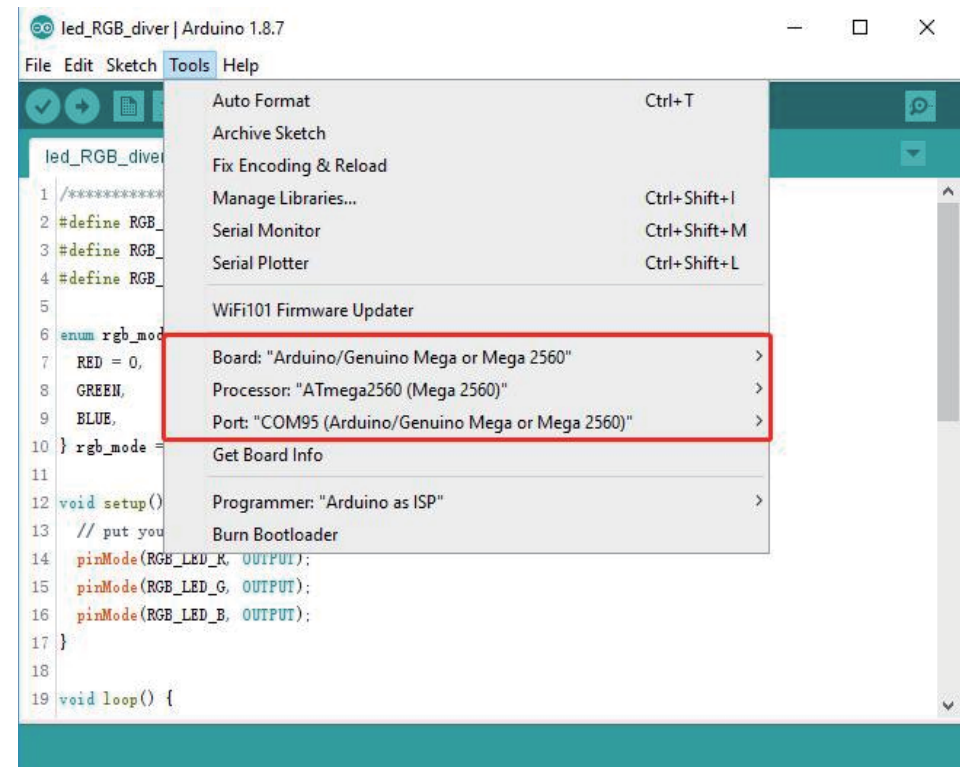 led_RGB_diver | Arduino 1.8.7
File Edit Sketch Tools Help
led_RGB_diver
Auto Format Ctrl+T
Archive Sketch
Fix Encoding & Reload
Manage Libraries... Ctrl+Shift+I
Serial Monitor Ctrl+Shift+M
Serial Plotter Ctrl+Shift+L
WiFi101 Firmware Updater
Board: "Arduino/Genuino Mega or Mega 2560"
Processor: "ATmega2560 (Mega 2560)"
Port: "COM95 (Arduino/Genuino Mega or Mega 2560)"
Get Board Info
Programmer: "Arduino as ISP"
Burn Bootloader
1 /************
2 #define RGB_
3 #define RGB_
4 #define RGB_
5
6 enum rgb_mod
7 RED = 0,
8 GREEN,
9 BLUE,
10 } rgb_mode =
11
12 void setup()
13 // put you
14 pinMode(RGB_LED_R, OUTPUT);
15 pinMode(RGB_LED_G, OUTPUT);
16 pinMode(RGB_LED_B, OUTPUT);
17 }
18
19 void loop() {